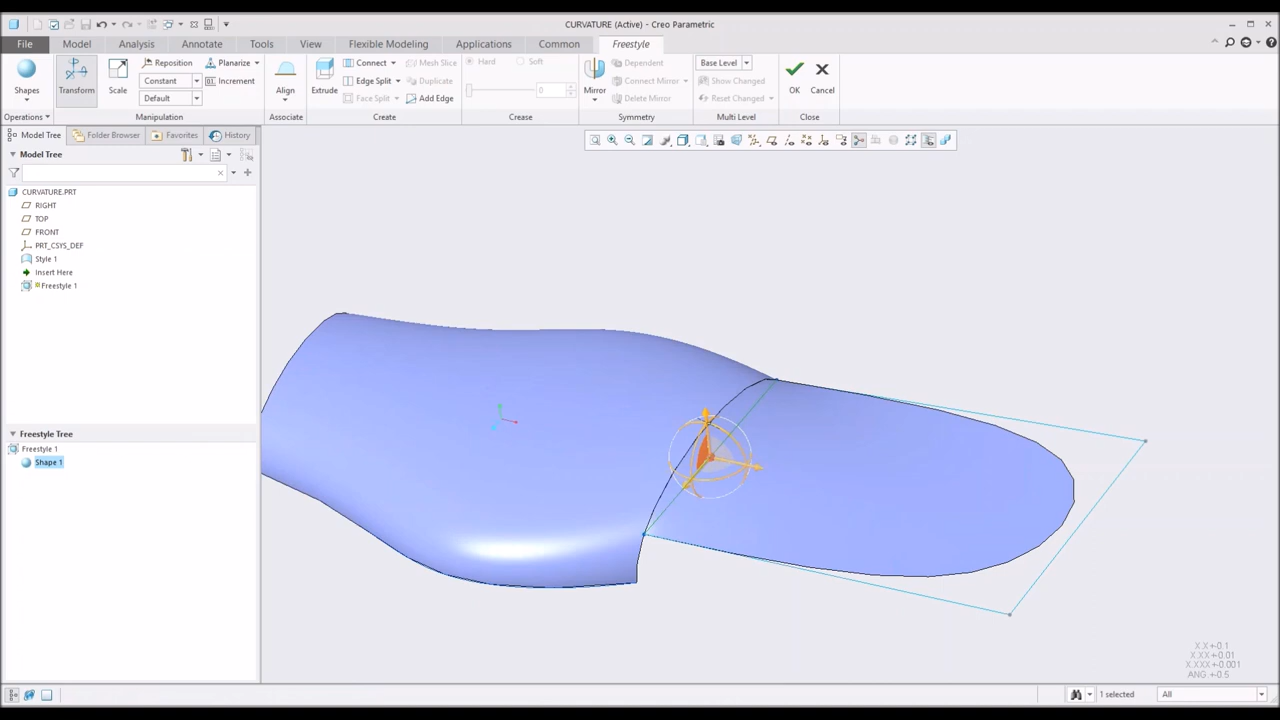 CURVATURE (Active) - Creo Parametric
File Model Analysis Annotate Tools View Flexible Modeling Applications Common Freestyle
Shapes
Operations
Transform
Scale
Reposition
Constant
Default
Planarize
Increment
Manipulation
Align
Associate
Extrude
Connect
Edge Split
Face Split
Mesh Slice
Duplicate
Add Edge
Create
Hard Soft
0
Crease
Mirror
Dependent
Connect Mirror
Delete Mirror
Symmetry
Base Level
Show Changed
Reset Changed
Multi Level
OK Cancel
Close
Model Tree Folder Browser Favorites History
Model Tree
CURVATURE.PRT
RIGHT
TOP
FRONT
PRT_CSYS_DEF
Style 1
Insert Here
Freestyle 1
Freestyle Tree
Freestyle 1
Shape 1
X.X+-0.1
X.XX+-0.01
X.XXX+-0.001
ANG.+-0.5
1 selected All